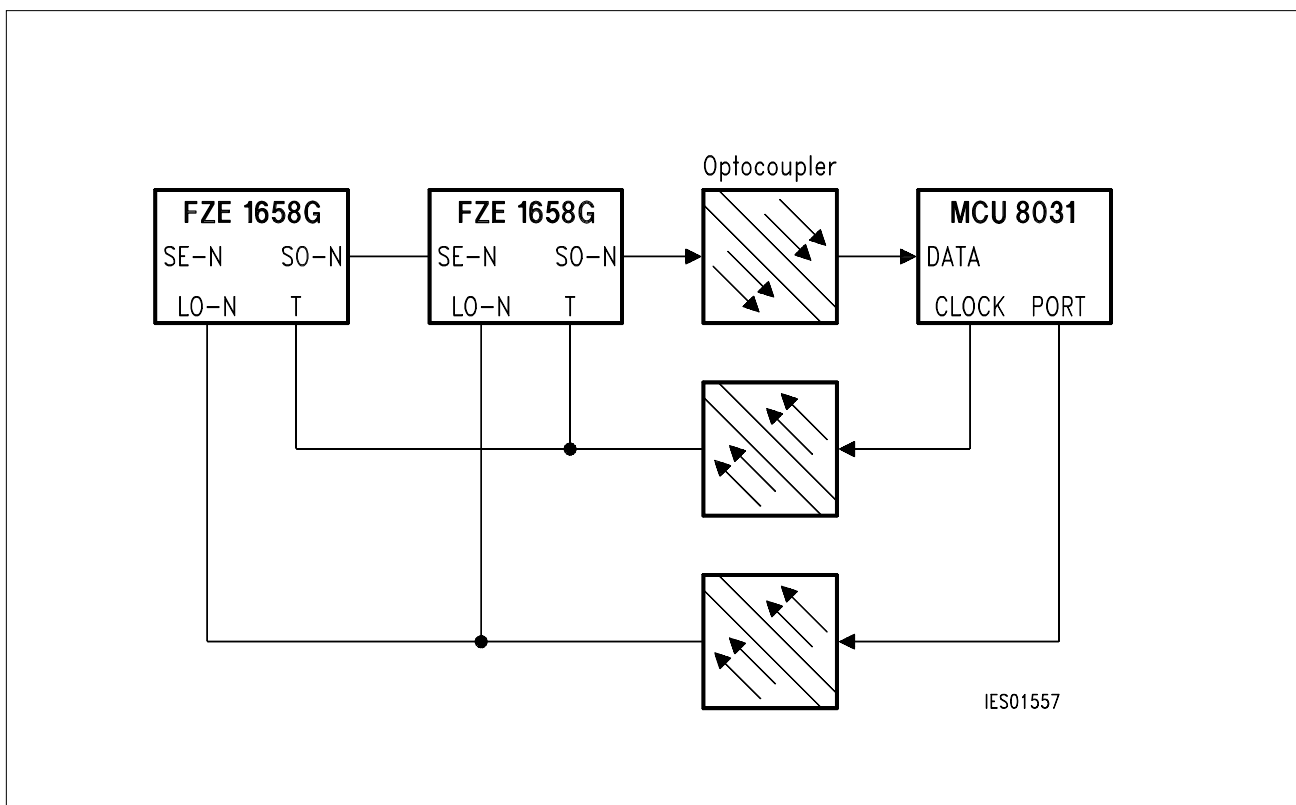 Optocoupler
FZE 1658G
SE-N SO-N
LO-N T
FZE 1658G
SE-N SO-N
LO-N T
MCU 8031
DATA
CLOCK PORT
IES01557